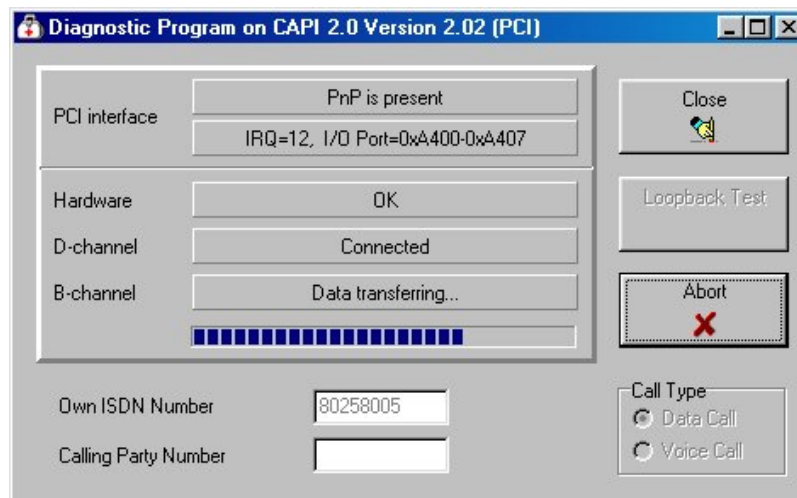 Diagnostic Program on CAPI 2.0 Version 2.02 (PCI)
PCI interface
PnP is present
IRQ=12, I/O Port=0xA400-0xA407
Close
Hardware
OK
Loopback Test
D-channel
Connected
B-channel
Data transferring...
Abort
Own ISDN Number
80258005
Calling Party Number
Call Type
Data Call
Voice Call